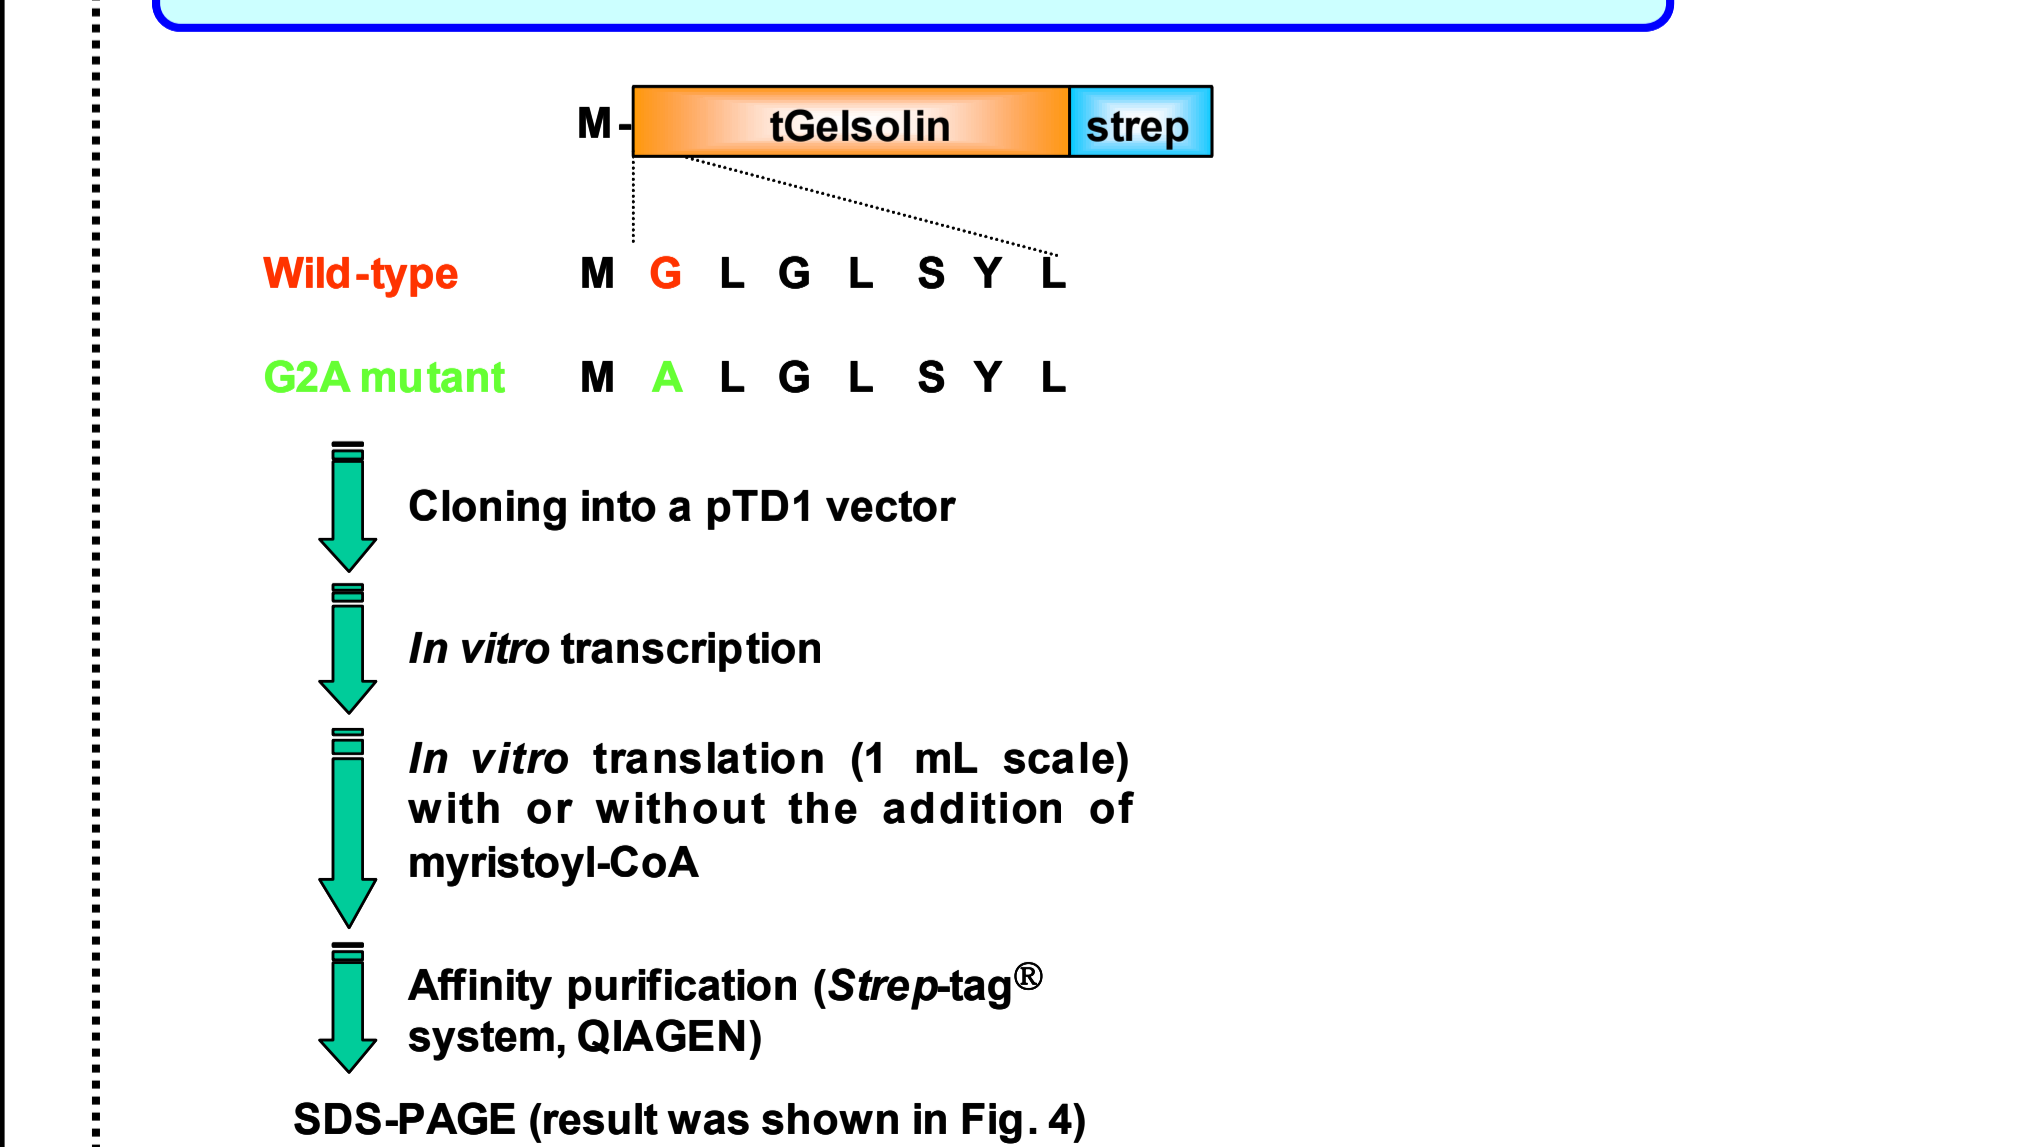 M-
tGelsolin
strep
Wild-type M G L G L S Y L
G2A mutant M A L G L S Y L
Cloning into a pTD1 vector
In vitro transcription
In vitro translation (1 mL scale)
with or without the addition of
myristoyl-CoA
Affinity purification (Strep-tag®
system, QIAGEN)
SDS-PAGE (result was shown in Fig. 4)